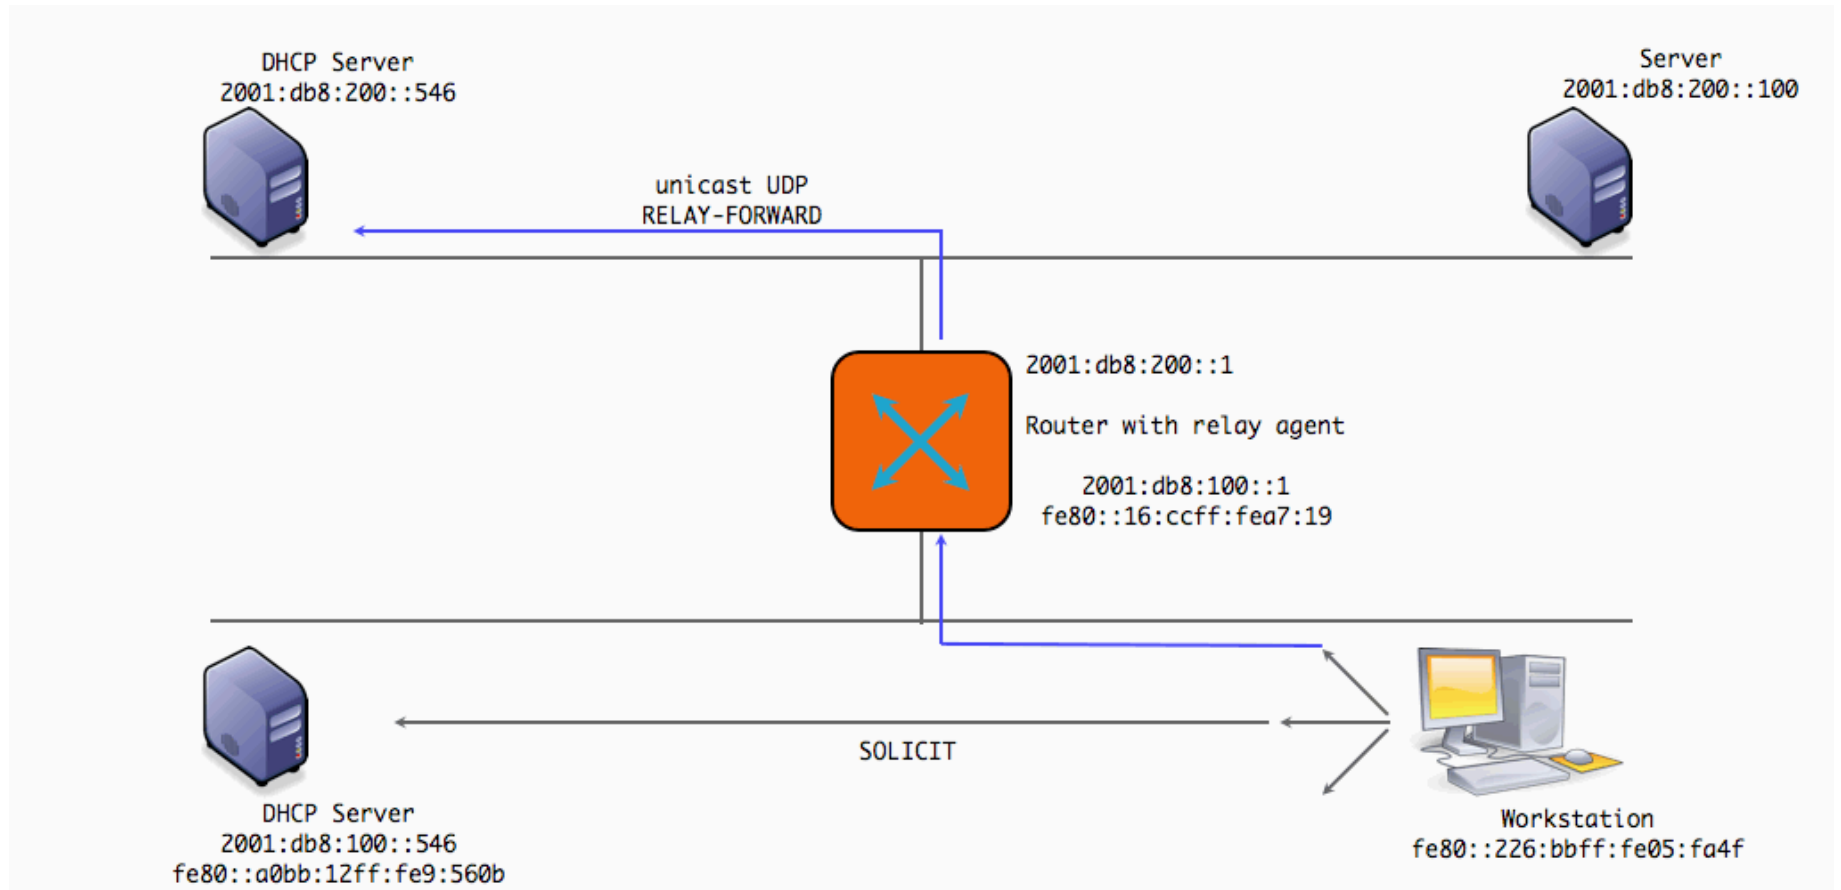 DHCP Server
2001:db8:200::546
Server
2001:db8:200::100
unicast UDP
RELAY-FORWARD
2001:db8:200::1
Router with relay agent
2001:db8:100::1
fe80::16:ccff:fea7:19
SOLICIT
DHCP Server
2001:db8:100::546
fe80::a0bb:12ff:fe9:560b
Workstation
fe80::226:bbff:fe05:fa4f